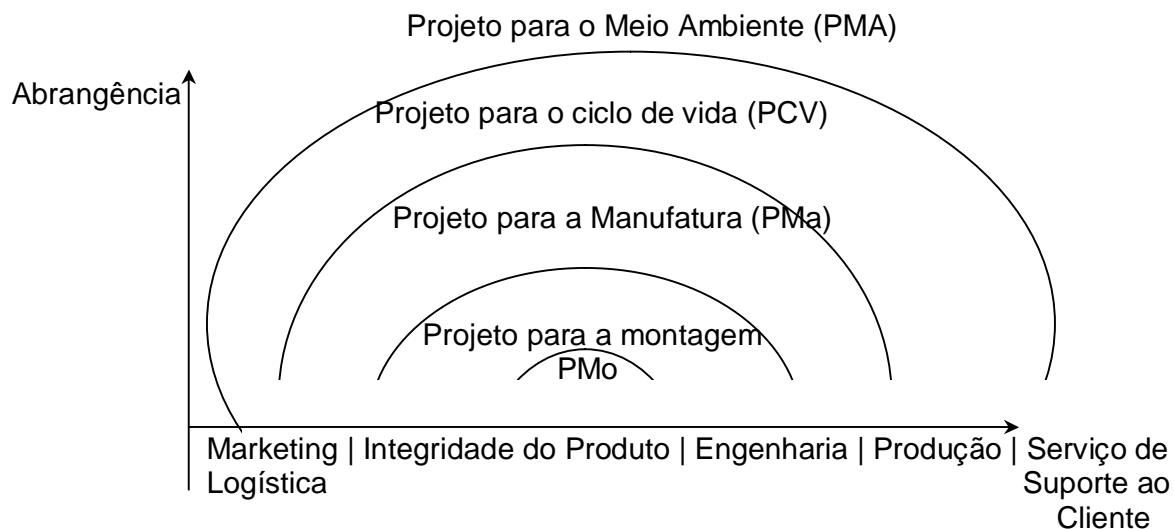 Projeto para o Meio Ambiente (PMA)
Abrangência
Projeto para o ciclo de vida (PCV)
Projeto para a Manufatura (PMa)
Projeto para a montagem
PMo
Marketing | Integridade do Produto | Engenharia | Produção | Serviço de
Logística
Suporte ao
Cliente